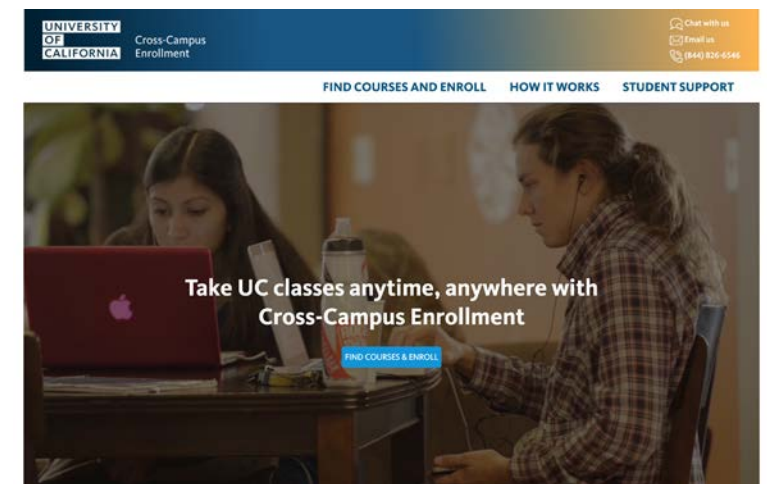 UNIVERSITY
OF
CALIFORNIA
Cross-Campus
Enrollment
Chat with us
Email us
(844) 826-6546
FIND COURSES AND ENROLL HOW IT WORKS STUDENT SUPPORT
Take UC classes anytime, anywhere with
Cross-Campus Enrollment
FIND COURSES & ENROLL